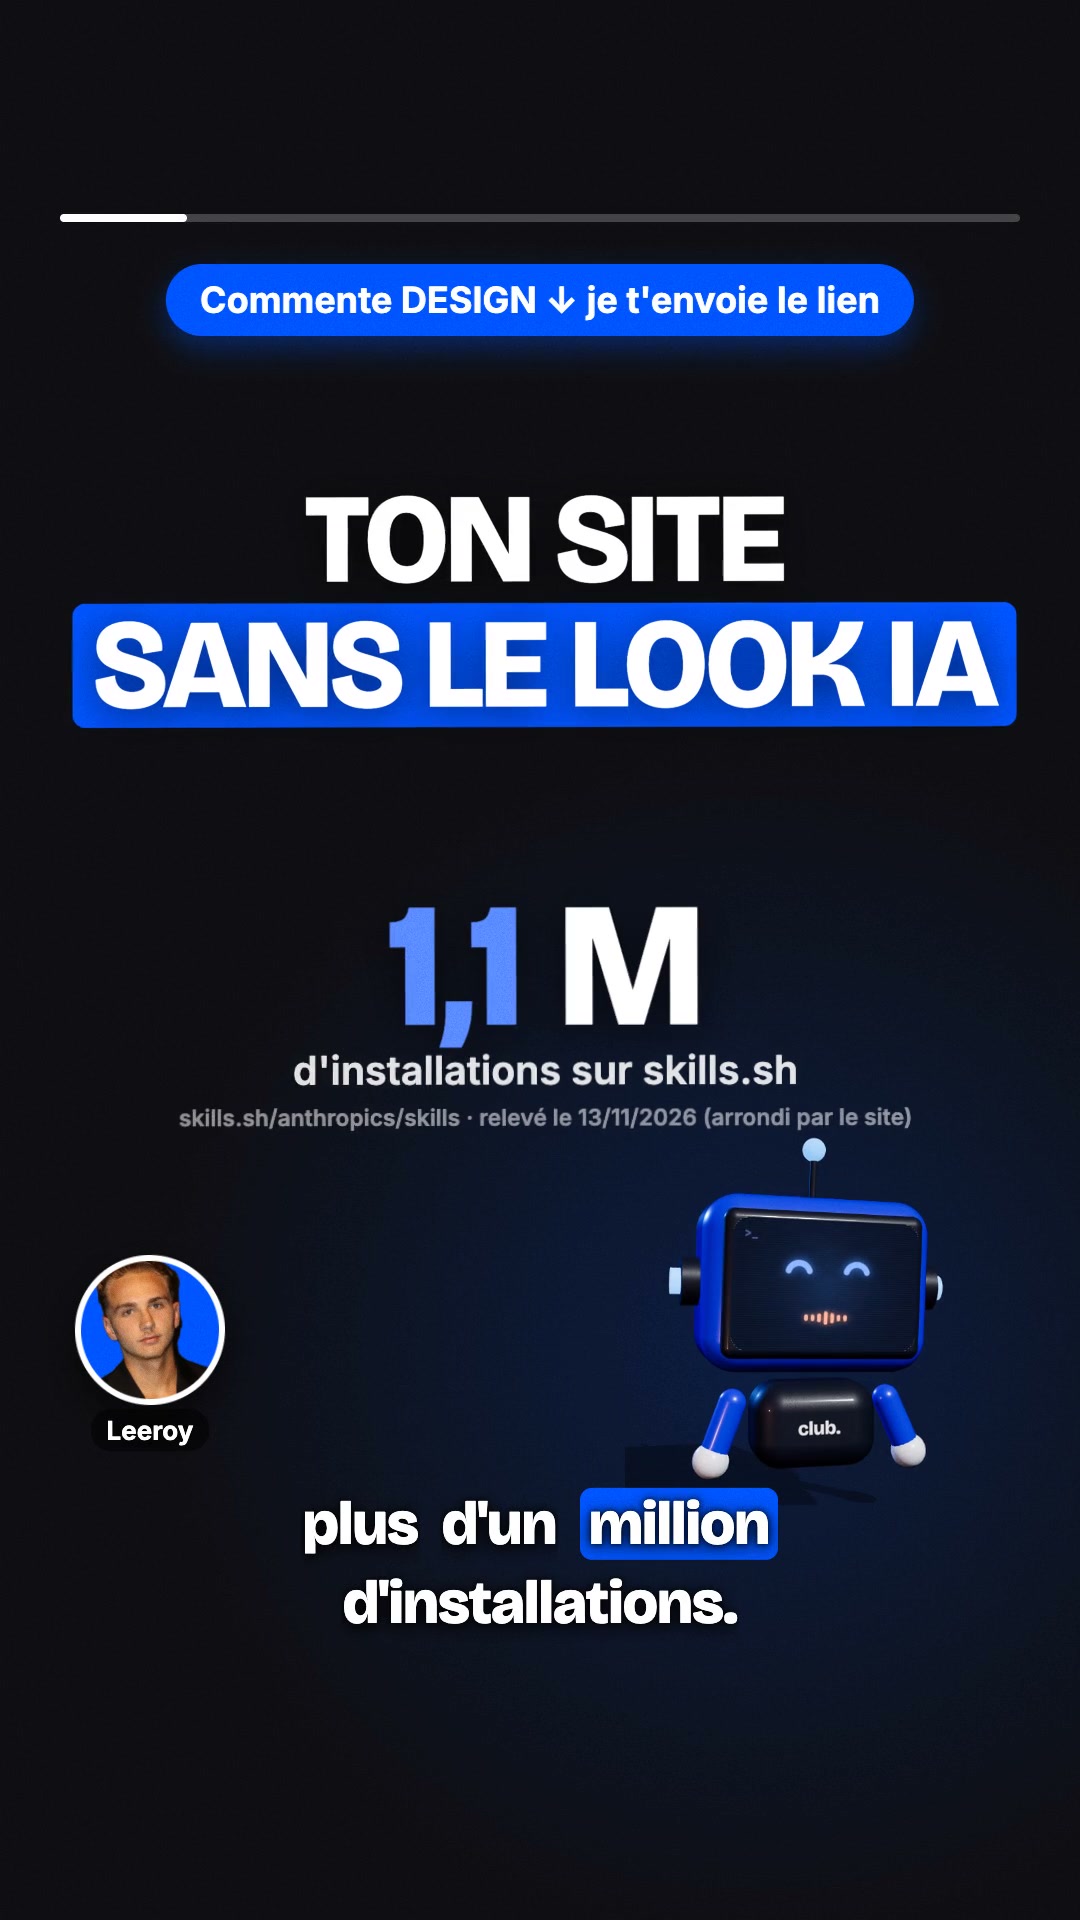 Commente DESIGN ↓ je t'envoie le lien
TON SITE
SANS LE LOOK IA
1,1 M
d'installations sur skills.sh
skills.sh/anthropics/skills · relevé le 13/11/2026 (arrondi par le site)
>_
club.
Leeroy
plus d'un million
d'installations.